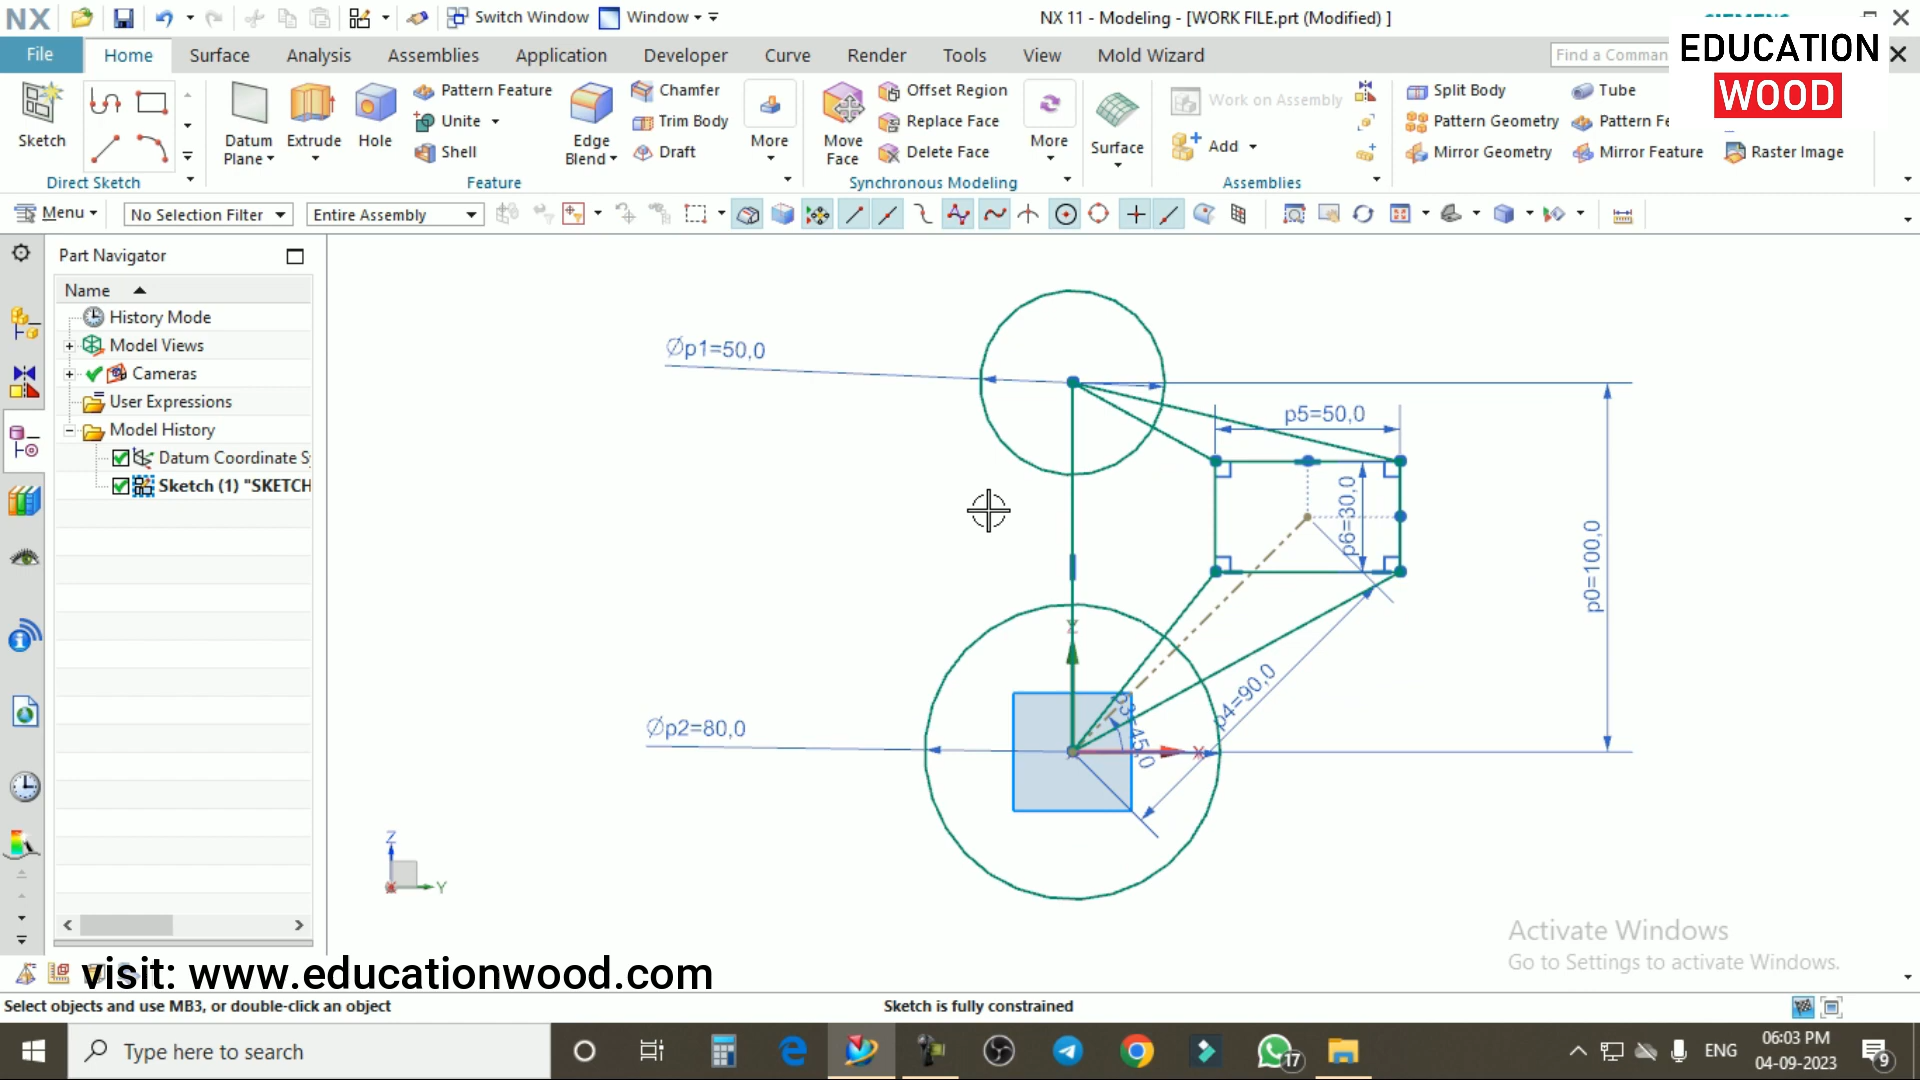 NX
Switch Window
Window
NX 11 - Modeling - [WORK FILE.prt (Modified) ]
EDUCATION
WOOD
File
Home
Surface
Analysis
Assemblies
Application
Developer
Curve
Render
Tools
View
Mold Wizard
Find a Comman
Sketch
Direct Sketch
Datum
Plane
Extrude
Hole
Pattern Feature
Unite
Shell
Edge
Blend
Chamfer
Trim Body
Draft
More
Feature
Move
Face
Offset Region
Replace Face
Delete Face
More
Synchronous Modeling
Surface
Work on Assembly
Add
Assemblies
Split Body
Pattern Geometry
Mirror Geometry
Tube
Pattern Fe
Mirror Feature
Raster Image
Menu
No Selection Filter
Entire Assembly
Part Navigator
Name
History Mode
Model Views
Cameras
User Expressions
Model History
Datum Coordinate S
Sketch (1) "SKETCH
Øp1=50,0
p5=50,0
p6=30,0
p0=100,0
p4=90,0
p3=45,0
Øp2=80,0
Y
X
Z
Y
Activate Windows
Go to Settings to activate Windows.
visit: www.educationwood.com
Select objects and use MB3, or double-click an object
Sketch is fully constrained
Type here to search
17
ENG
06:03 PM
04-09-2023
9